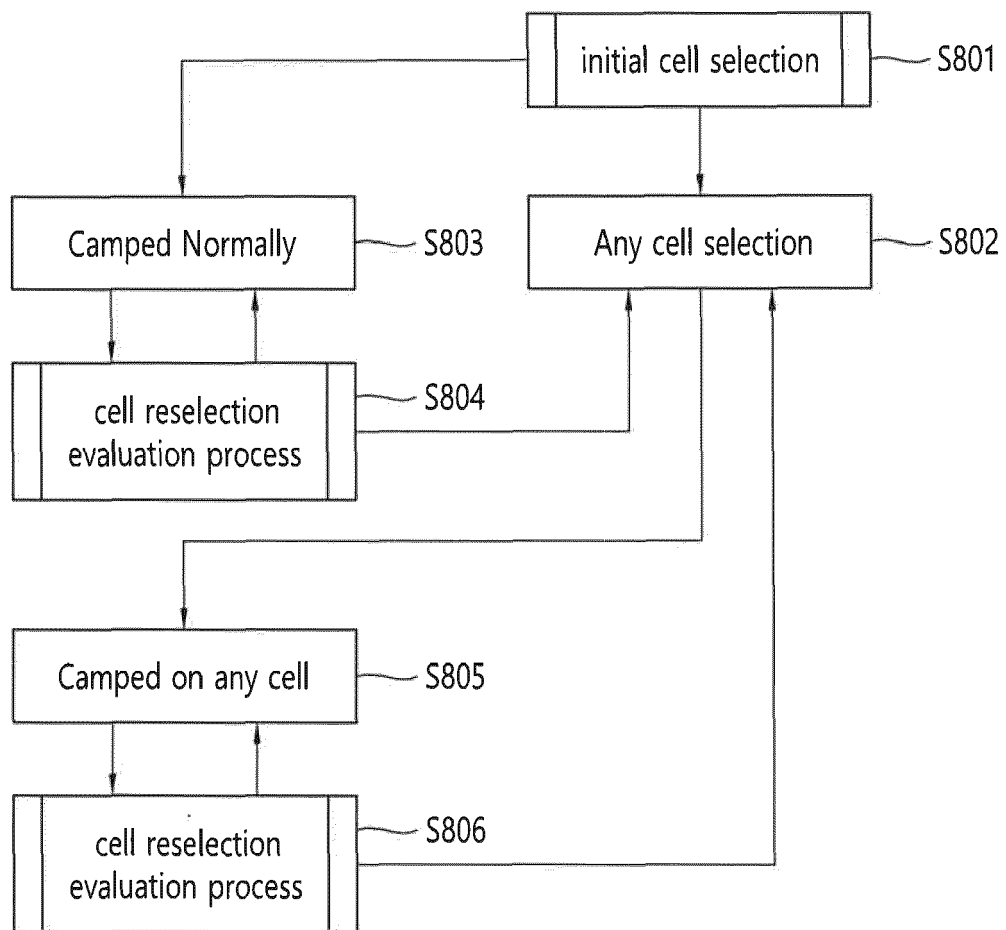 initial cell selection
S801
Camped Normally
S803
Any cell selection
S802
cell reselection
evaluation process
S804
Camped on any cell
S805
cell reselection
evaluation process
S806